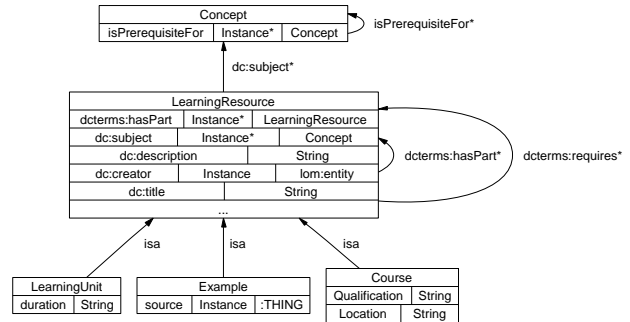 Concept
isPrerequisiteFor Instance* Concept
isPrerequisiteFor*
dc:subject*
LearningResource
dcterms:hasPart Instance* LearningResource
dc:subject Instance* Concept
dc:description String
dc:creator Instance lom:entity
dc:title String
...
dcterms:hasPart*
dcterms:requires*
isa isa isa
LearningUnit
duration String
Example
source Instance :THING
Course
Qualification String
Location String